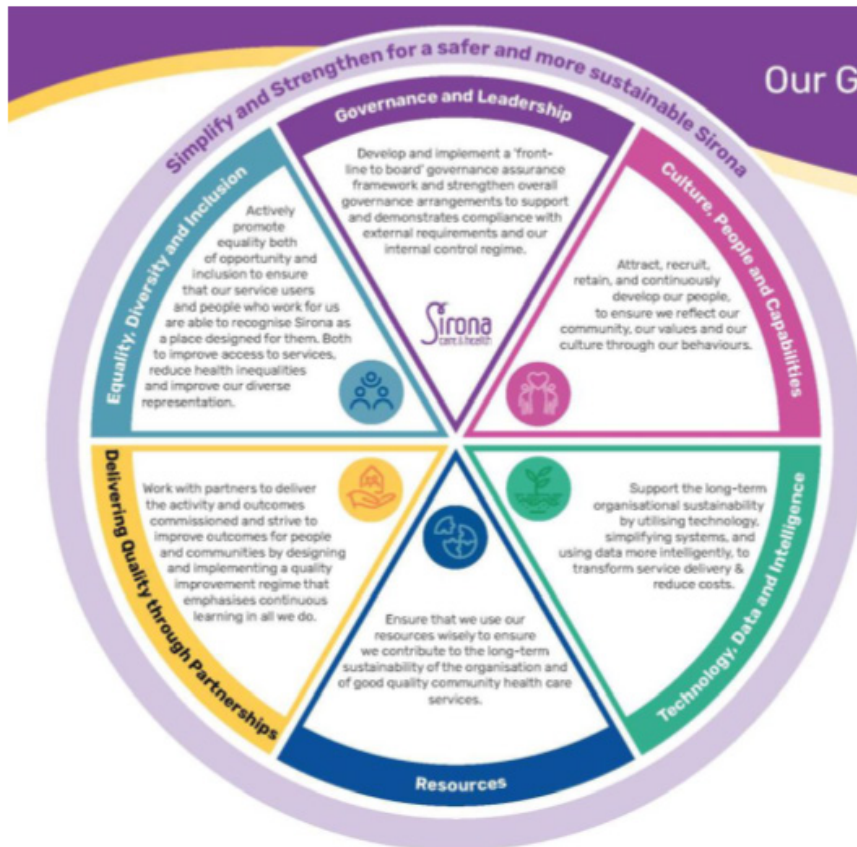 Our G
Simplify and Strengthen for a safer and more sustainable Sirona
Governance and Leadership
Develop and implement a 'front-
line to board' governance assurance
framework and strengthen overall
governance arrangements to support
and demonstrates compliance with
external requirements and our
internal control regime.
Sirona
care & health
Culture, People and Capabilities
Attract, recruit,
retain, and continuously
develop our people,
to ensure we reflect our
community, our values and our
culture through our behaviours.
Technology, Data and Intelligence
Support the long-term
organisational sustainability
by utilising technology,
simplifying systems, and
using data more intelligently, to
transform service delivery &
reduce costs.
Resources
Ensure that we use our
resources wisely to ensure
we contribute to the long-term
sustainability of the organisation and
of good quality community health care
services.
Delivering Quality through Partnerships
Work with partners to deliver
the activity and outcomes
commissioned and strive to
improve outcomes for people
and communities by designing
and implementing a quality
improvement regime that
emphasises continuous
learning in all we do.
Equality, Diversity and Inclusion
Actively
promote
equality both
of opportunity and
inclusion to ensure
that our service users
and people who work for us
are able to recognise Sirona as
a place designed for them. Both
to improve access to services,
reduce health inequalities
and improve our diverse
representation.